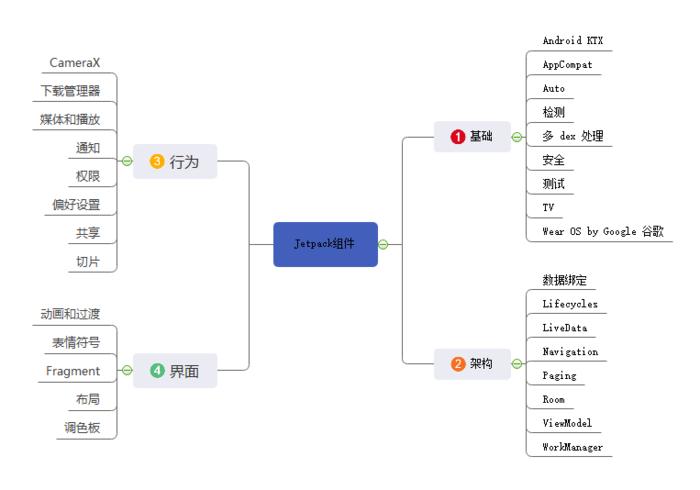 Jetpack组件
1 基础
Android KTX
AppCompat
Auto
检测
多 dex 处理
安全
测试
TV
Wear OS by Google 谷歌
2 架构
数据绑定
Lifecycles
LiveData
Navigation
Paging
Room
ViewModel
WorkManager
3 行为
CameraX
下载管理器
媒体和播放
通知
权限
偏好设置
共享
切片
4 界面
动画和过渡
表情符号
Fragment
布局
调色板